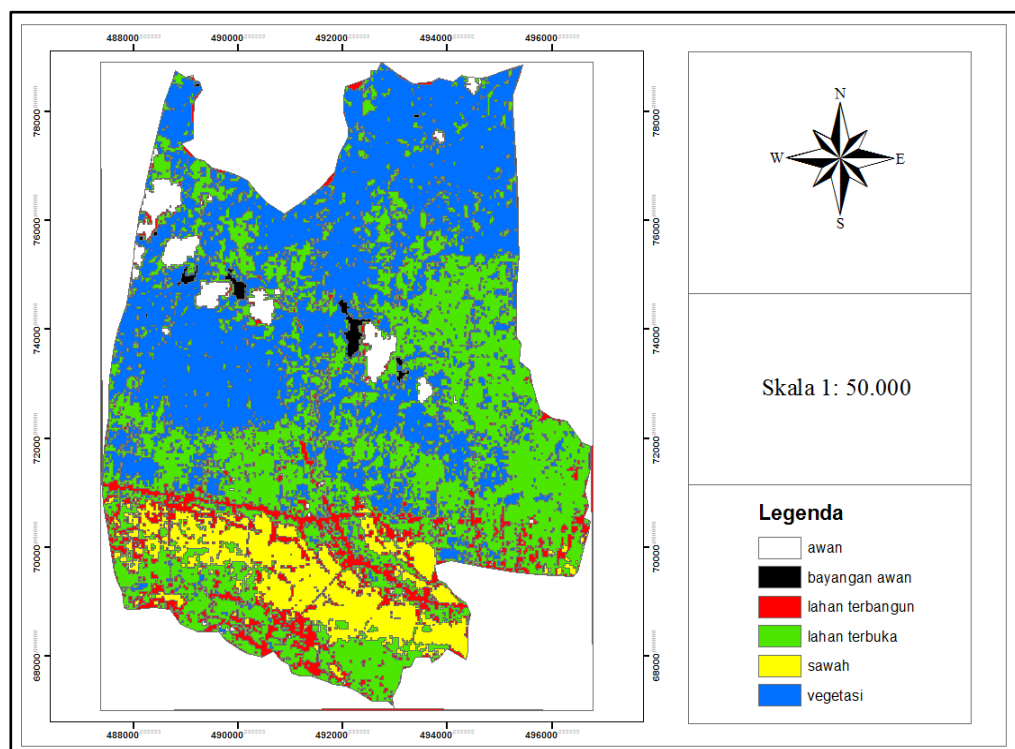 488000 490000 492000 494000 496000
78000 78000
76000 76000
74000 74000
72000 72000
70000 70000
68000 68000
488000 490000 492000 494000 496000
N
W E
S
Skala 1: 50.000
Legenda
awan
bayangan awan
lahan terbangun
lahan terbuka
sawah
vegetasi